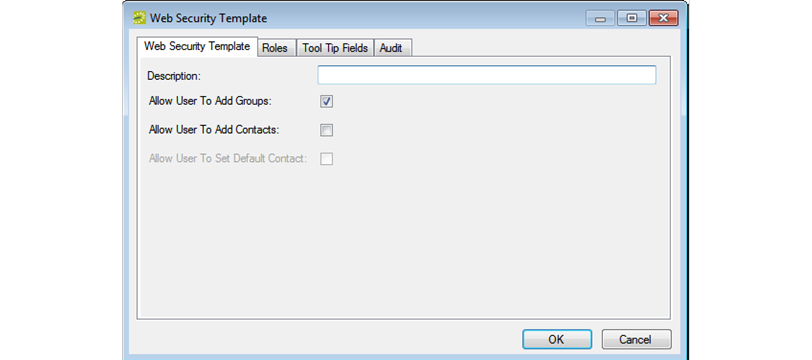 Web Security Template
Web Security Template Roles Tool Tip Fields Audit
Description:
Allow User To Add Groups:
Allow User To Add Contacts:
Allow User To Set Default Contact:
OK Cancel